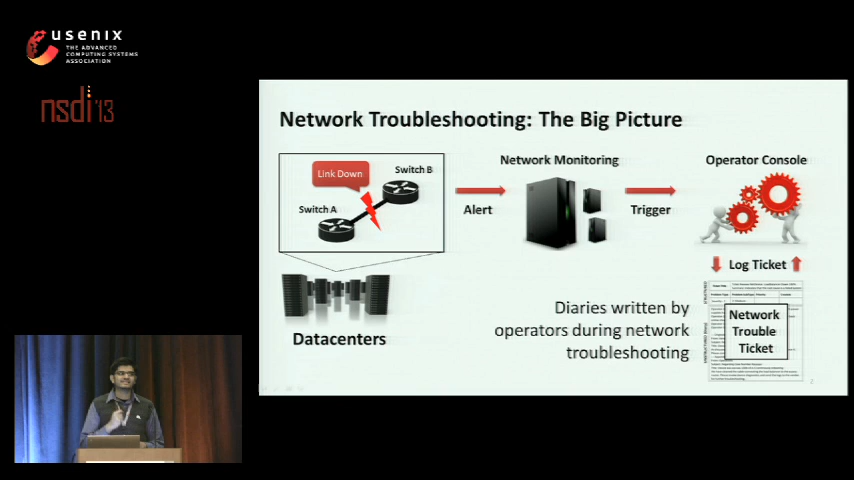 usenix
THE ADVANCED
COMPUTING SYSTEMS
ASSOCIATION
nsdi '13
Network Troubleshooting: The Big Picture
Network Monitoring
Operator Console
Link Down
Switch B
Switch A
Alert
Trigger
Log Ticket
Datacenters
Diaries written by
operators during network
troubleshooting
Network
Trouble
Ticket
2